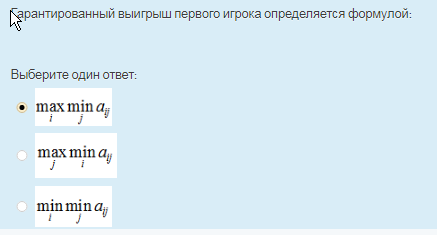 Гарантированный выигрыш первого игрока определяется формулой:
Выберите один ответ:
max min a_ij
i j
max min a_ij
j i
min min a_ij
i j